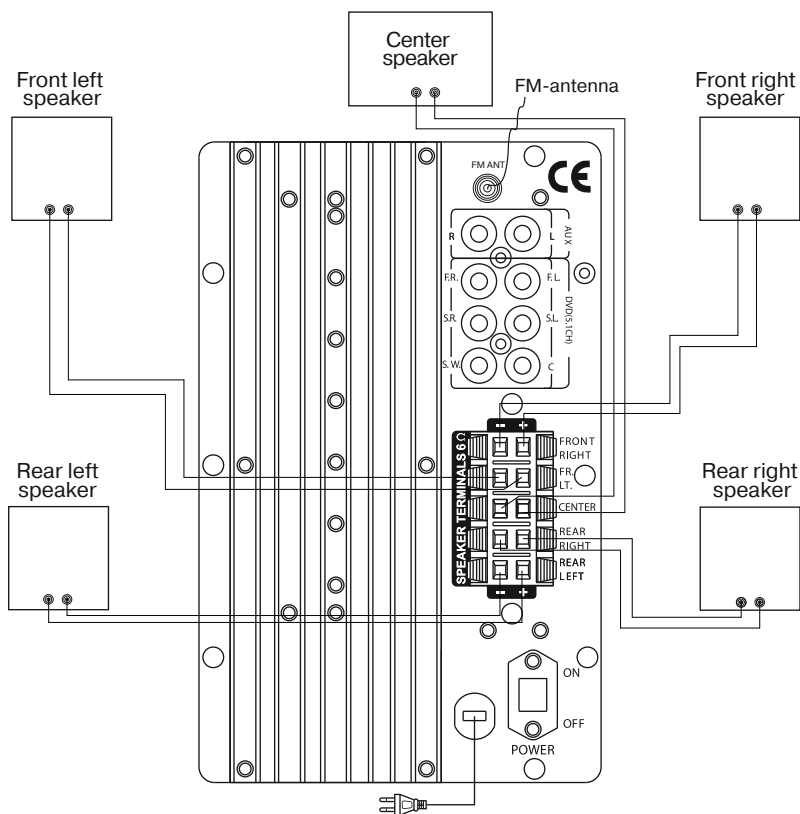 Center
speaker
Front left
speaker
FM-antenna
Front right
speaker
FM ANT
CE
R
L
AUX
F.R.
F.L.
S.R.
S.L.
DVD(5.1CH)
S.W.
C
- +
SPEAKER TERMINALS 6Ω
FRONT
RIGHT
FR.
LT.
CENTER
REAR
RIGHT
REAR
LEFT
- +
Rear left
speaker
Rear right
speaker
ON
OFF
POWER